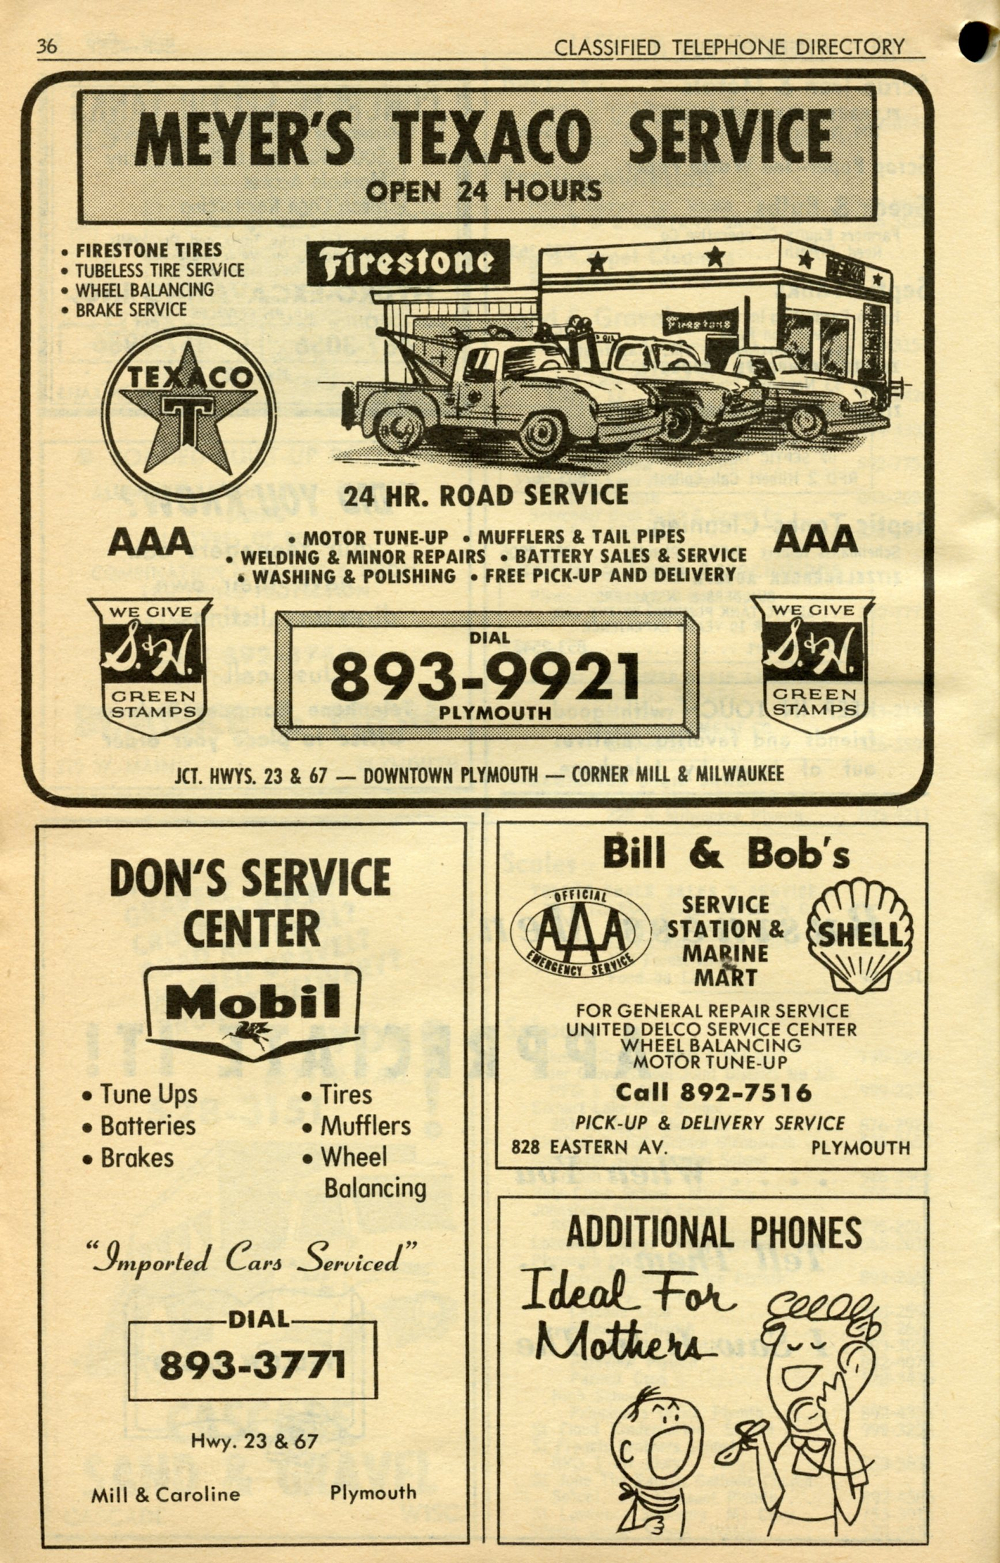 36
CLASSIFIED TELEPHONE DIRECTORY
MEYER'S TEXACO SERVICE
OPEN 24 HOURS
• FIRESTONE TIRES
• TUBELESS TIRE SERVICE
• WHEEL BALANCING
• BRAKE SERVICE
Firestone
Firestone
TEXACO
T
24 HR. ROAD SERVICE
AAA
• MOTOR TUNE-UP • MUFFLERS & TAIL PIPES
• WELDING & MINOR REPAIRS • BATTERY SALES & SERVICE
• WASHING & POLISHING • FREE PICK-UP AND DELIVERY
AAA
WE GIVE
S.&H.
GREEN
STAMPS
DIAL
893-9921
PLYMOUTH
WE GIVE
S.&H.
GREEN
STAMPS
JCT. HWYS. 23 & 67 — DOWNTOWN PLYMOUTH — CORNER MILL & MILWAUKEE
DON'S SERVICE
CENTER
Mobil
• Tune Ups
• Batteries
• Brakes
• Tires
• Mufflers
• Wheel
Balancing
"Imported Cars Serviced"
DIAL
893-3771
Hwy. 23 & 67
Mill & Caroline Plymouth
Bill & Bob's
OFFICIAL
AAA
EMERGENCY SERVICE
SERVICE
STATION &
MARINE
MART
SHELL
FOR GENERAL REPAIR SERVICE
UNITED DELCO SERVICE CENTER
WHEEL BALANCING
MOTOR TUNE-UP
Call 892-7516
PICK-UP & DELIVERY SERVICE
828 EASTERN AV. PLYMOUTH
ADDITIONAL PHONES
Ideal For
Mothers